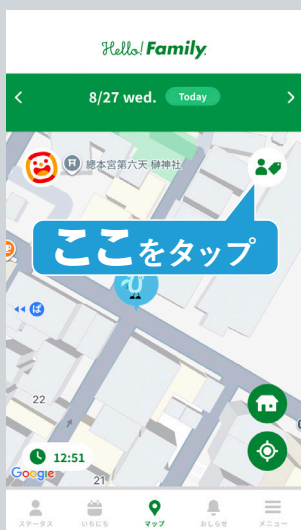 Hello! Family.
8/27 wed.
Today
總本宮第六天榊神社
ここをタップ
ば
22
12:51
Google
21
ステータス
いちにち
マップ
おしらせ
メニュー